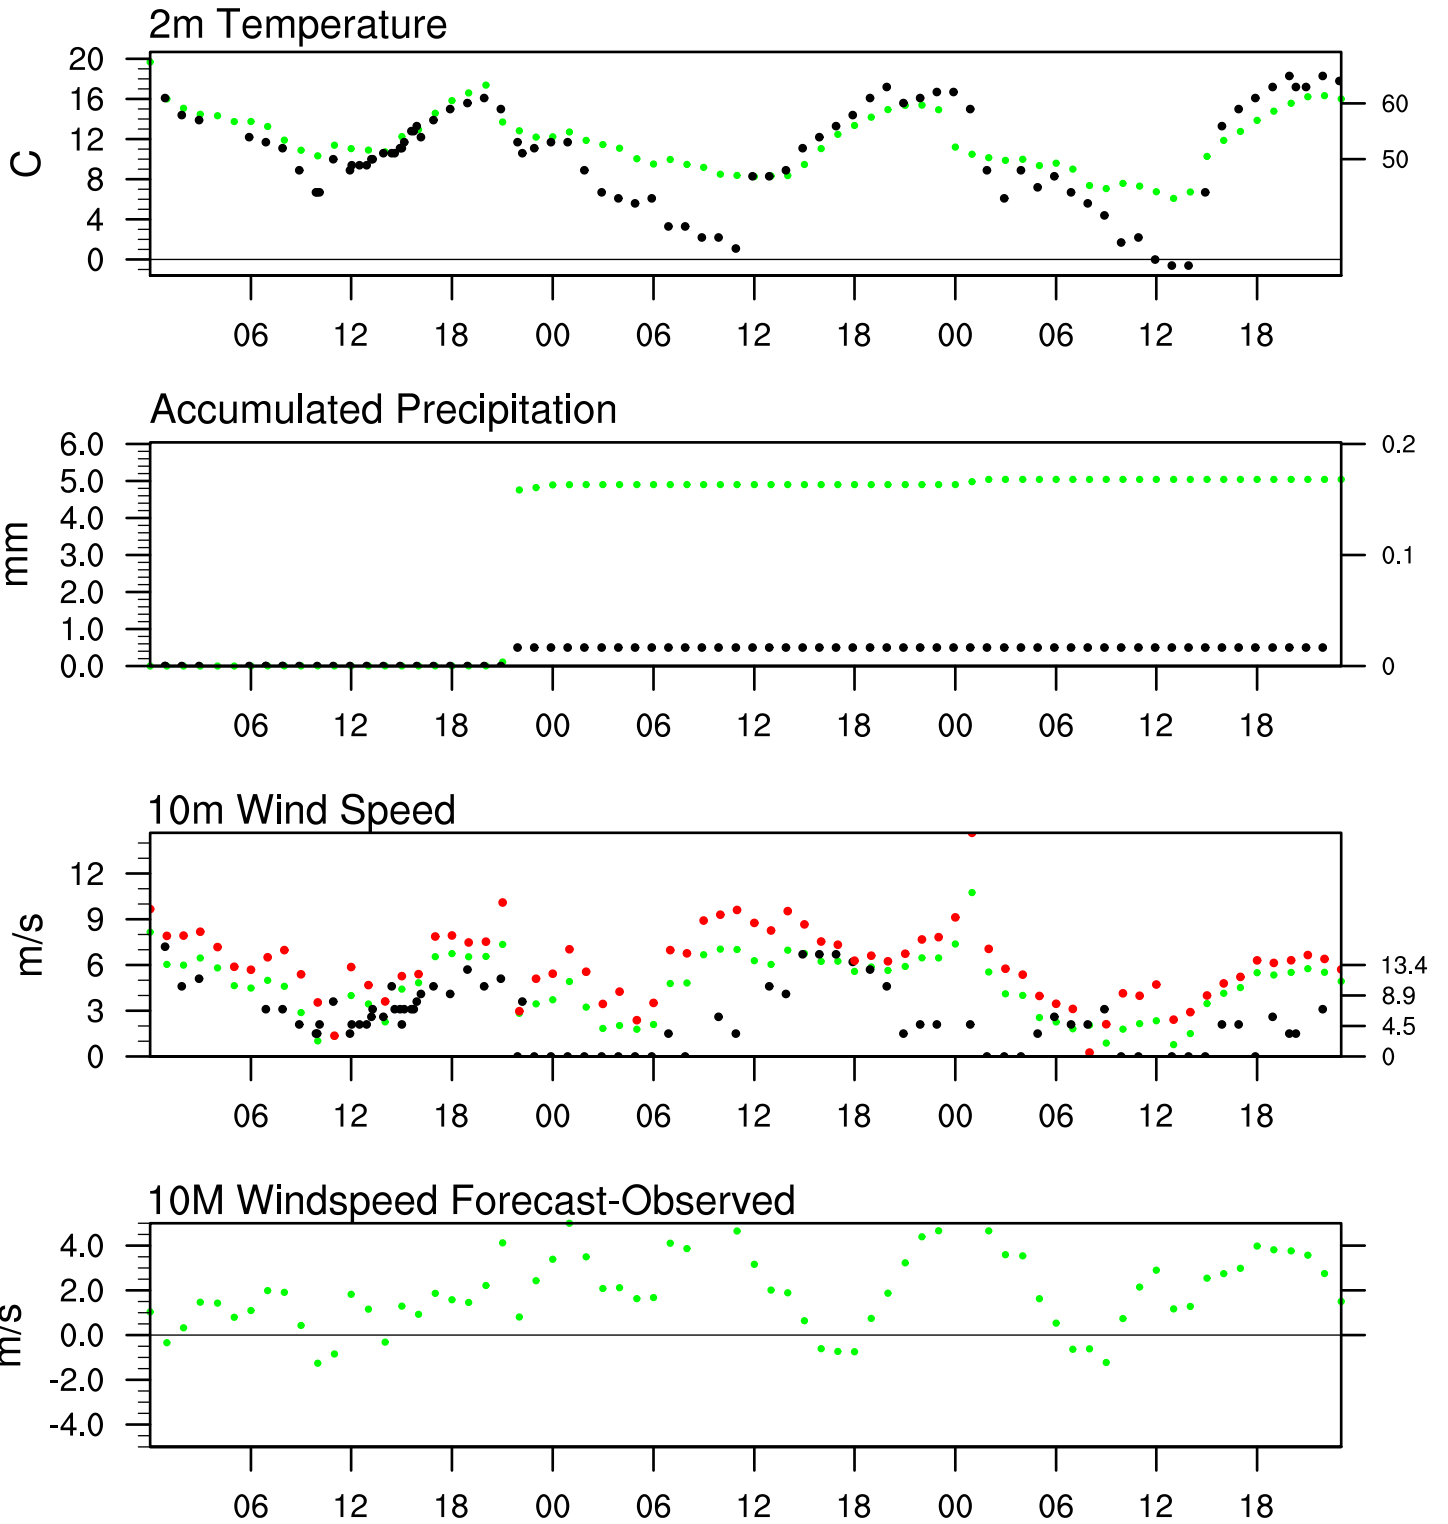 2m Temperature
20
16
12
8
4
0
C
60
50
06 12 18 00 06 12 18 00 06 12 18
Accumulated Precipitation
6.0
5.0
4.0
3.0
2.0
1.0
0.0
mm
0.2
0.1
0
06 12 18 00 06 12 18 00 06 12 18
10m Wind Speed
12
9
6
3
0
m/s
13.4
8.9
4.5
0
06 12 18 00 06 12 18 00 06 12 18
10M Windspeed Forecast-Observed
4.0
2.0
0.0
-2.0
-4.0
m/s
06 12 18 00 06 12 18 00 06 12 18